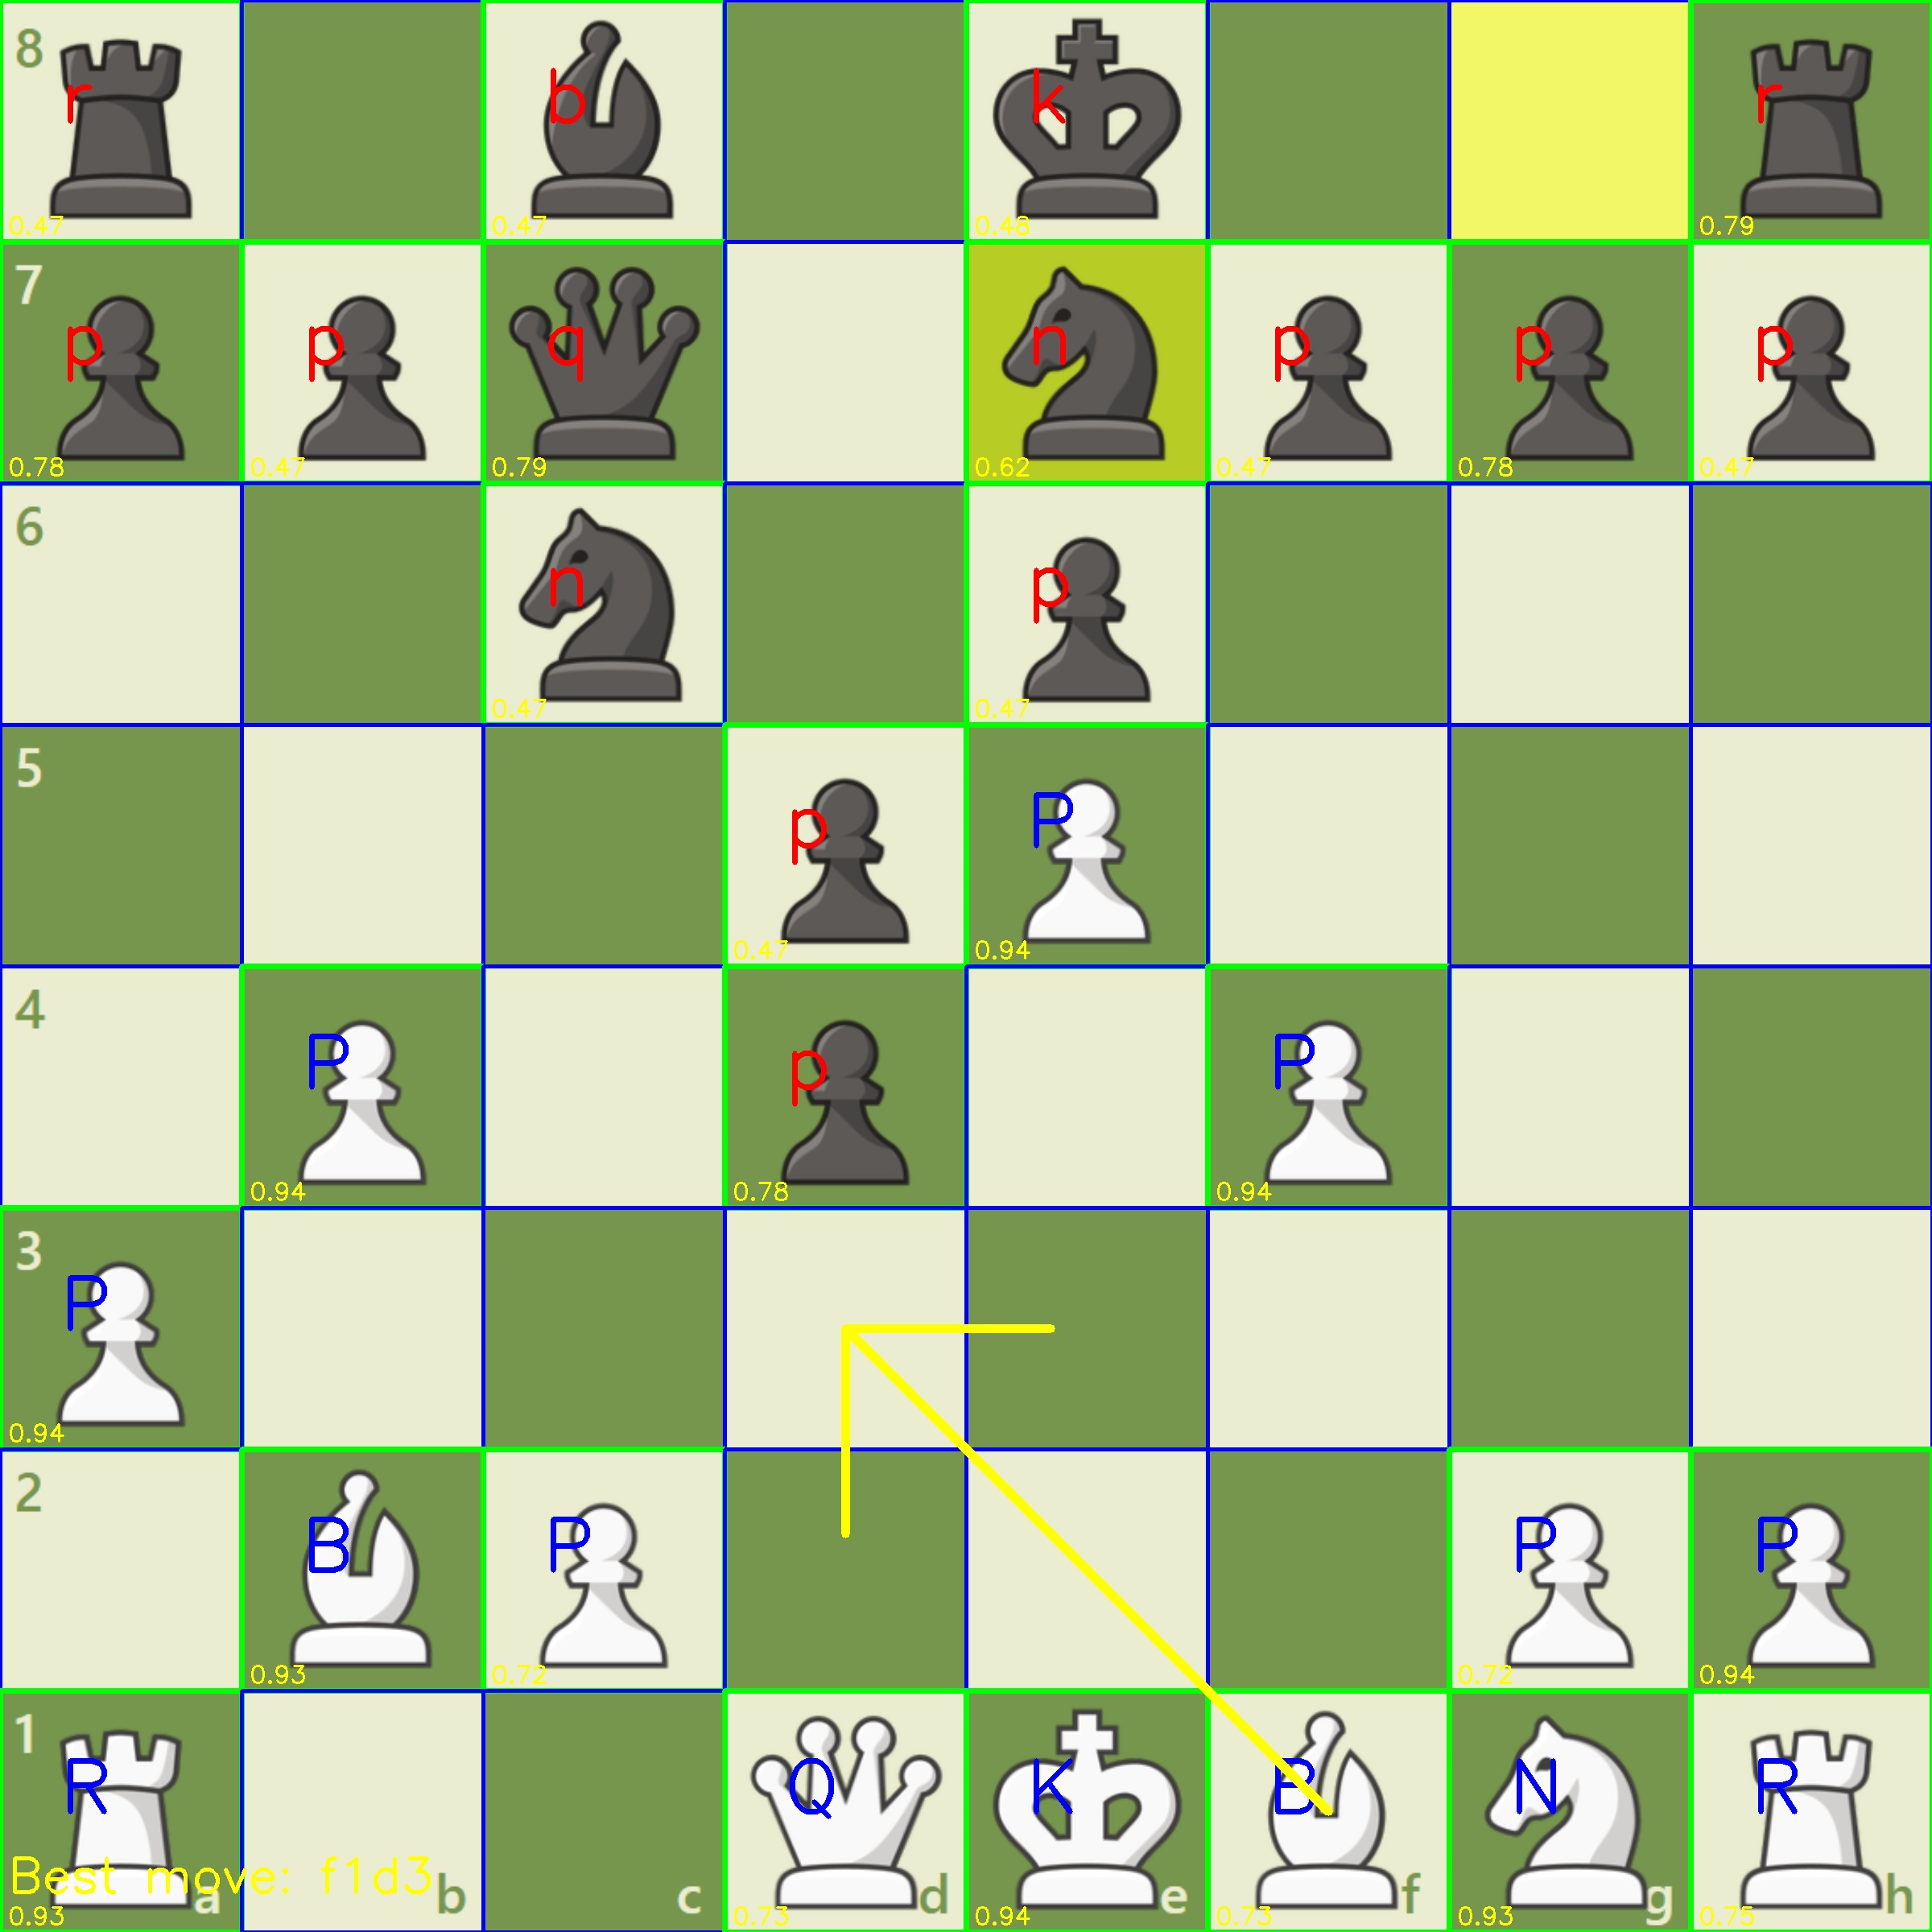 8 r b k r
0.47 0.47 0.48 0.79
7 p p q n p p p
0.78 0.47 0.79 0.62 0.47 0.78 0.47
6 n p
0.47 0.47
5 p P
0.47 0.94
4 P p P
0.94 0.78 0.94
3 P
0.94
2 B P P P
0.93 0.72 0.72 0.94
1 R Q K B N R
Best move: f1d3
a b c d e f g h
0.93 0.73 0.94 0.73 0.93 0.75